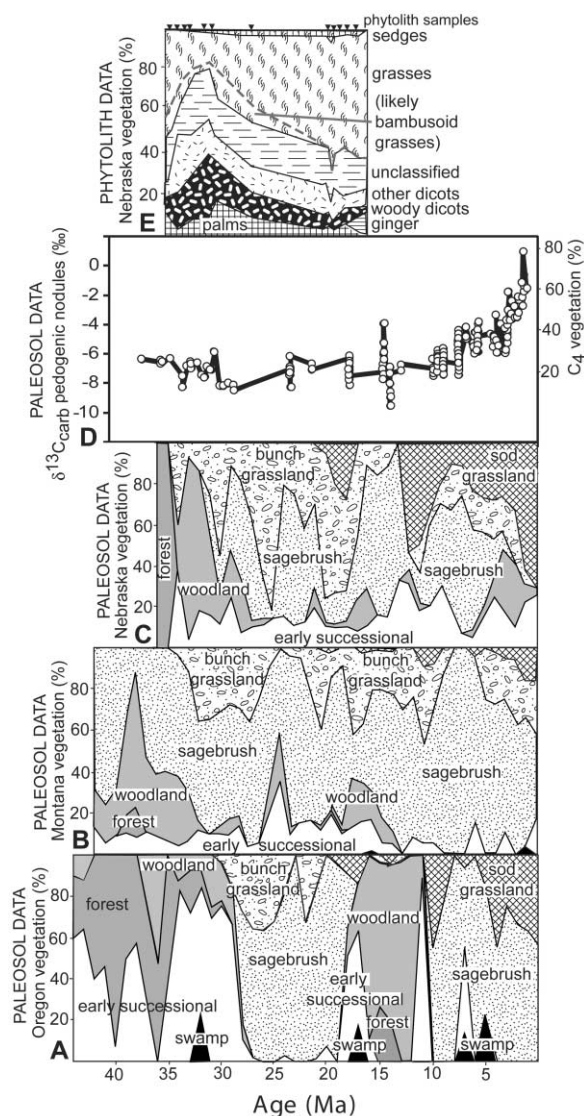 phytolith samples
sedges
grasses
(likely
bambusoid
grasses)
unclassified
other dicots
woody dicots
ginger
palms
PHYTOLITH DATA
Nebraska vegetation (%)
80
60
40
20
E
PALEOSOL DATA
δ13Ccarb pedogenic nodules (‰)
0
-2
-4
-6
-8
-10
D
80
60
40
20
C4 vegetation (%)
PALEOSOL DATA
Nebraska vegetation (%)
80
60
40
20
C
forest
woodland
bunch
grassland
sagebrush
sod
grassland
sagebrush
early successional
PALEOSOL DATA
Montana vegetation (%)
80
60
40
20
B
bunch
grassland
bunch
grassland
sagebrush
sagebrush
woodland
woodland
forest
early successional
PALEOSOL DATA
Oregon vegetation (%)
80
60
40
20
A
woodland
forest
bunch
grassland
woodland
sod
grassland
sagebrush
sagebrush
early successional
early
successional
forest
swamp
swamp
swamp
40 35 30 25 20 15 10 5
Age (Ma)